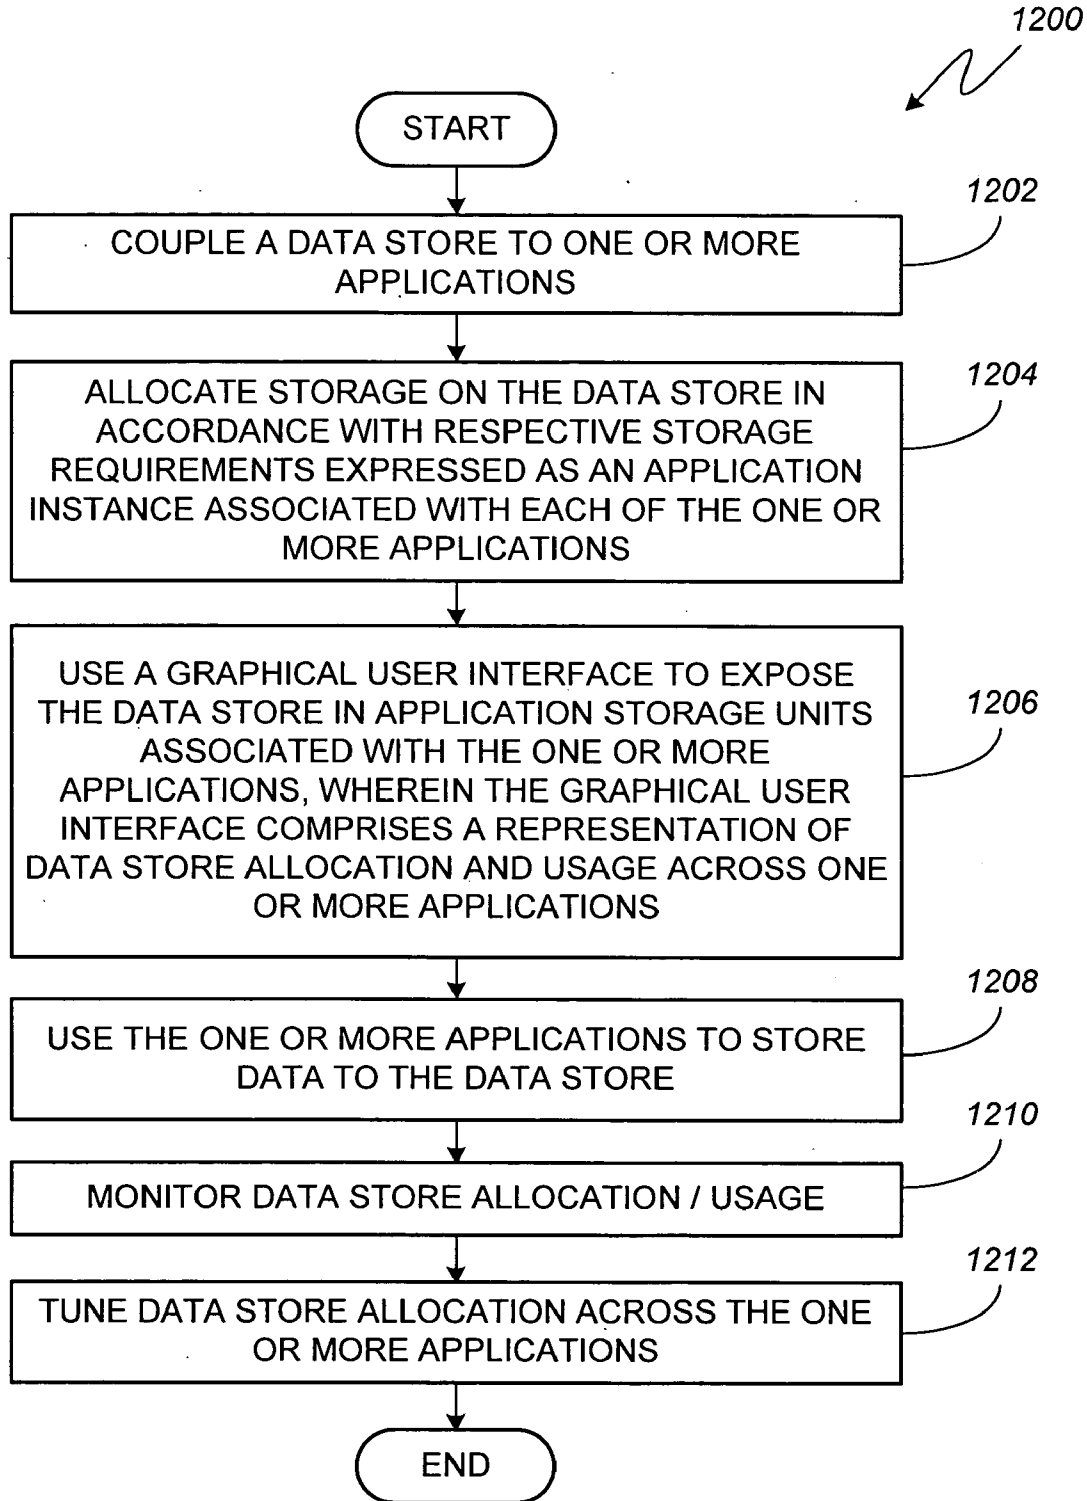 1200
START
1202
COUPLE A DATA STORE TO ONE OR MORE
APPLICATIONS
1204
ALLOCATE STORAGE ON THE DATA STORE IN
ACCORDANCE WITH RESPECTIVE STORAGE
REQUIREMENTS EXPRESSED AS AN APPLICATION
INSTANCE ASSOCIATED WITH EACH OF THE ONE OR
MORE APPLICATIONS
1206
USE A GRAPHICAL USER INTERFACE TO EXPOSE
THE DATA STORE IN APPLICATION STORAGE UNITS
ASSOCIATED WITH THE ONE OR MORE
APPLICATIONS, WHEREIN THE GRAPHICAL USER
INTERFACE COMPRISES A REPRESENTATION OF
DATA STORE ALLOCATION AND USAGE ACROSS ONE
OR MORE APPLICATIONS
1208
USE THE ONE OR MORE APPLICATIONS TO STORE
DATA TO THE DATA STORE
1210
MONITOR DATA STORE ALLOCATION / USAGE
1212
TUNE DATA STORE ALLOCATION ACROSS THE ONE
OR MORE APPLICATIONS
END